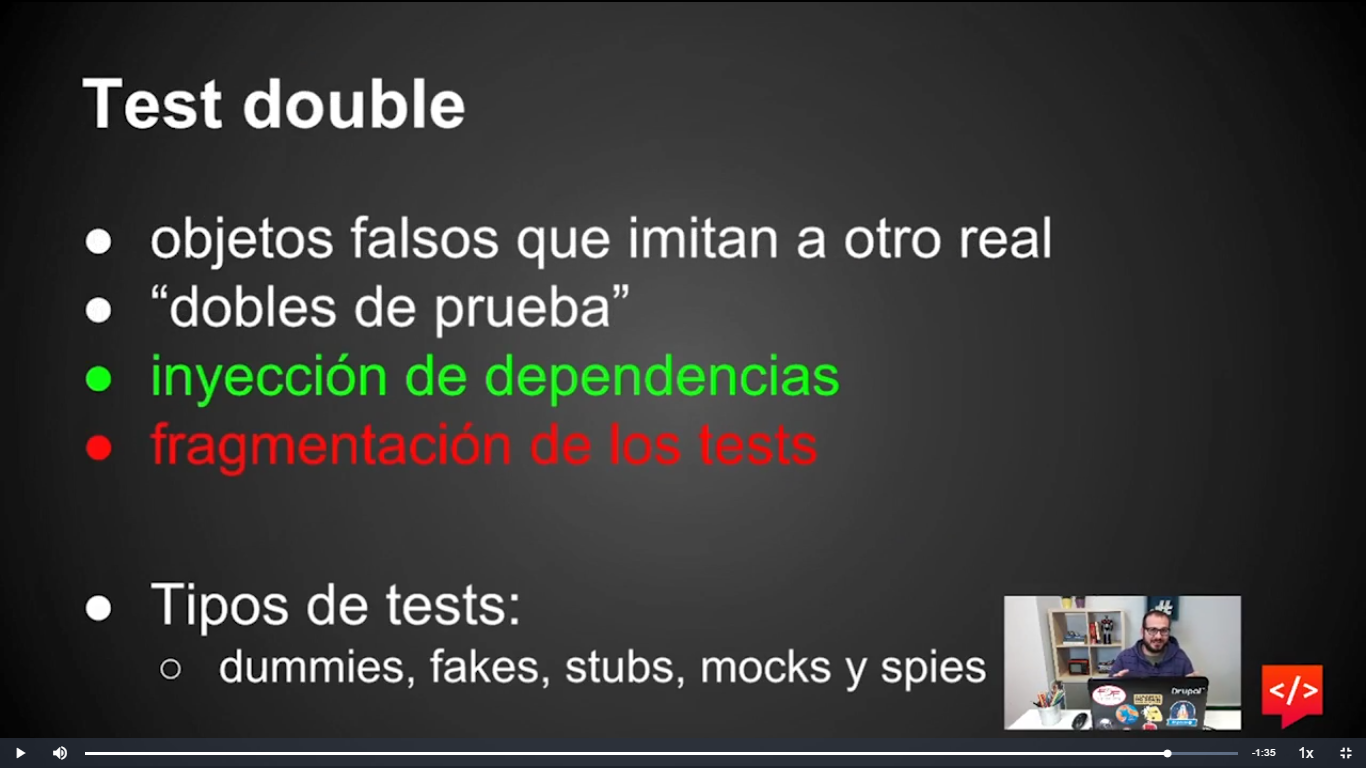 Test double
● objetos falsos que imitan a otro real
● “dobles de prueba”
● inyección de dependencias
● fragmentación de los tests
● Tipos de tests:
○ dummies, fakes, stubs, mocks y spies
Drupal
</>
-1:35
1x